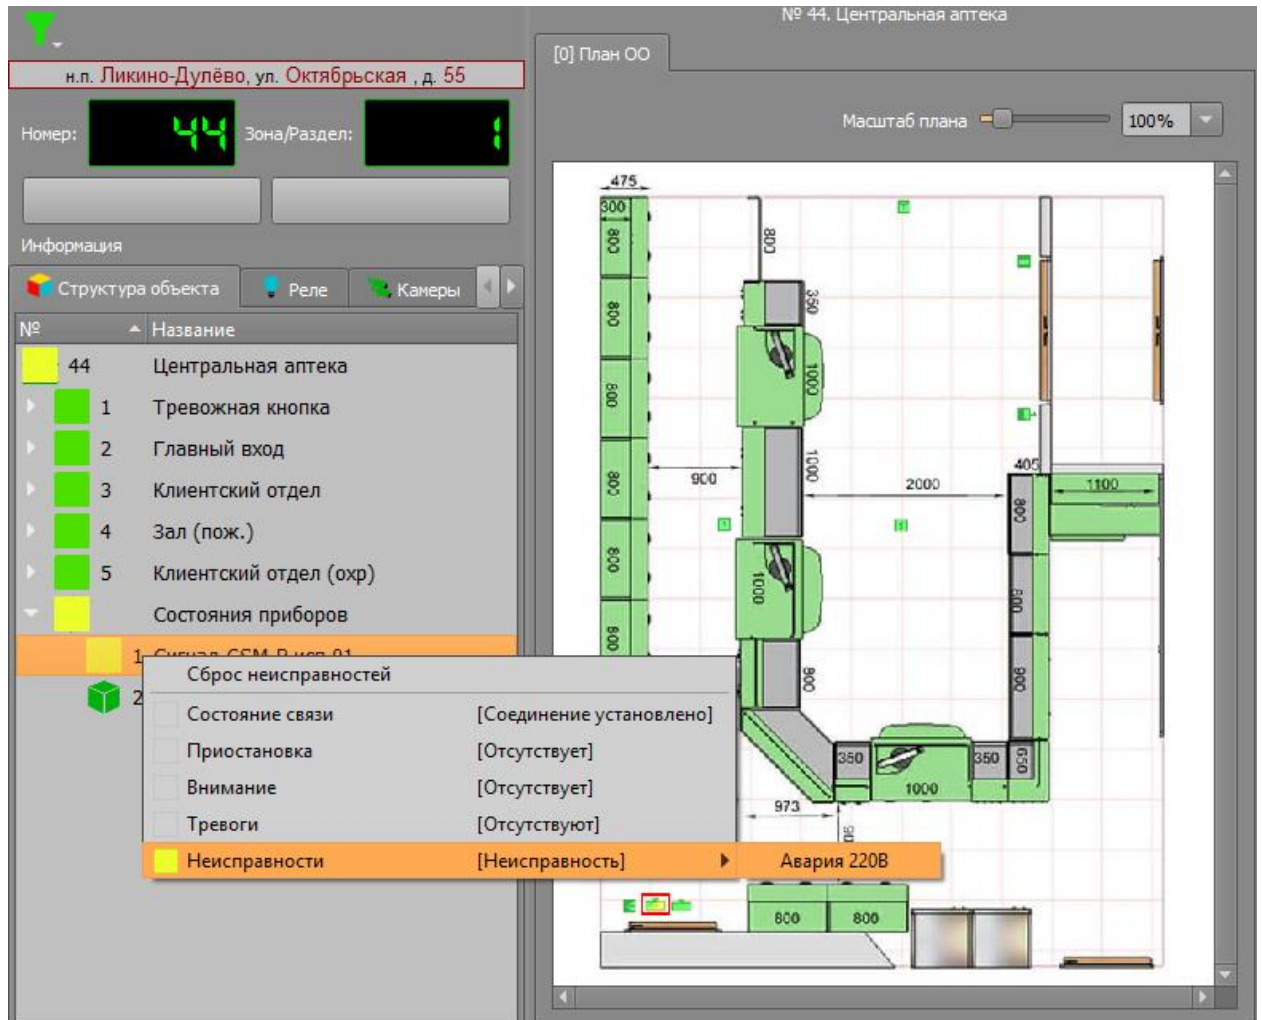 № 44. Центральная аптека
[0] План ОО
н.п. Ликино-Дулёво, ул. Октябрьская , д. 55
Масштаб плана 100%
Номер: 44 Зона/Раздел: 1
Информация
Структура объекта Реле Камеры
№ Название
44 Центральная аптека
1 Тревожная кнопка
2 Главный вход
3 Клиентский отдел
4 Зал (пож.)
5 Клиентский отдел (охр)
Состояния приборов
1
2
Сброс неисправностей
Состояние связи [Соединение установлено]
Приостановка [Отсутствует]
Внимание [Отсутствует]
Тревоги [Отсутствуют]
Неисправности [Неисправность]
Авария 220В
475
300
800
800
350
800
1000
800
1000
405
900
2000
1100
800
800
800
1000
800
800
900
350
350
650
1000
973
800
800